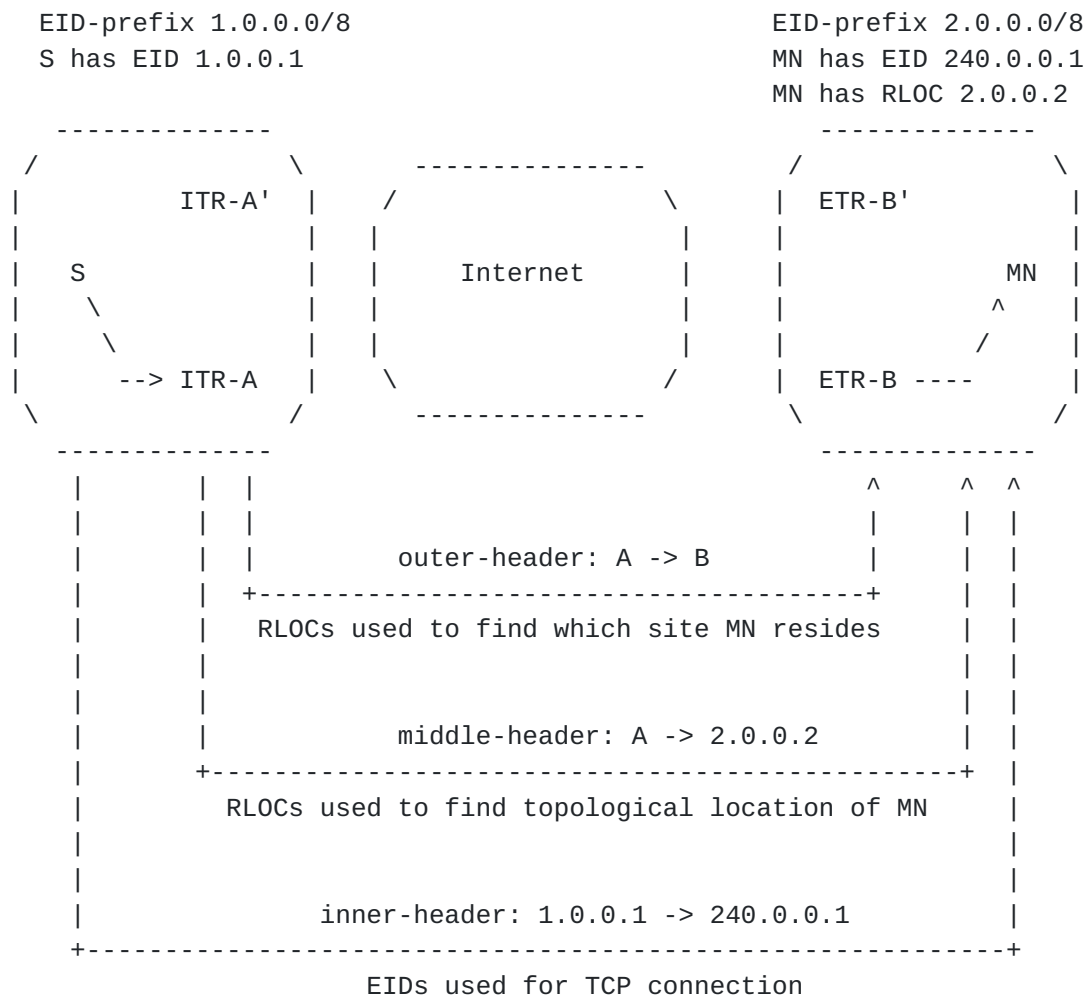 EID-prefix 1.0.0.0/8 EID-prefix 2.0.0.0/8
S has EID 1.0.0.1 MN has EID 240.0.0.1
MN has RLOC 2.0.0.2
ITR-A' ETR-B'
S Internet MN
--> ITR-A ETR-B ----
outer-header: A -> B
RLOCs used to find which site MN resides
middle-header: A -> 2.0.0.2
RLOCs used to find topological location of MN
inner-header: 1.0.0.1 -> 240.0.0.1
EIDs used for TCP connection